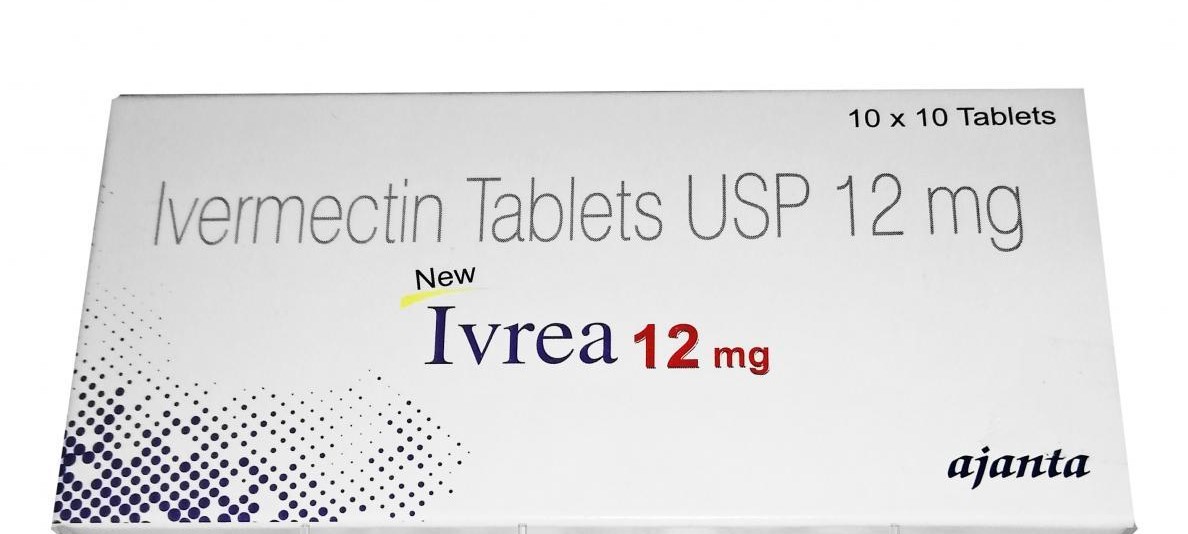 10 x 10 Tablets
Ivermectin Tablets USP 12 mg
New
Ivrea 12 mg
ajanta